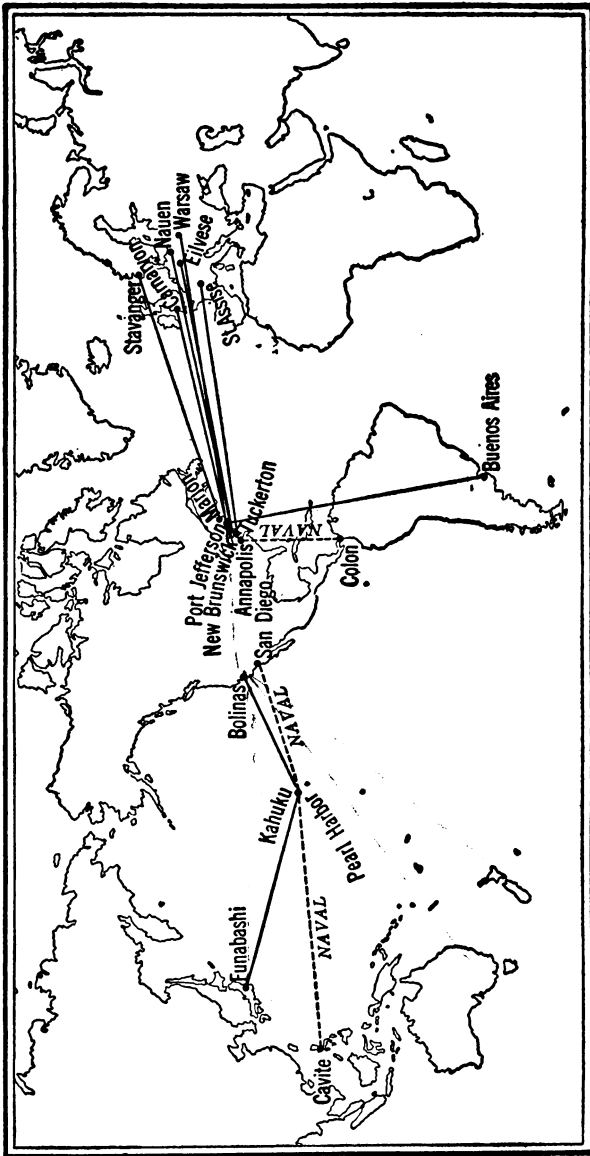 Funabashi
Cavite
NAVAL
Kahuku
Pearl Harbor
NAVAL
Bolinas
San Diego
Annapolis
New Brunswick
Port Jefferson
Marion
Tuckerton
NAVAL
Colon
Buenos Aires
Stavanger
Carnarvon
Nauen
Warsaw
Eilvese
St Assise